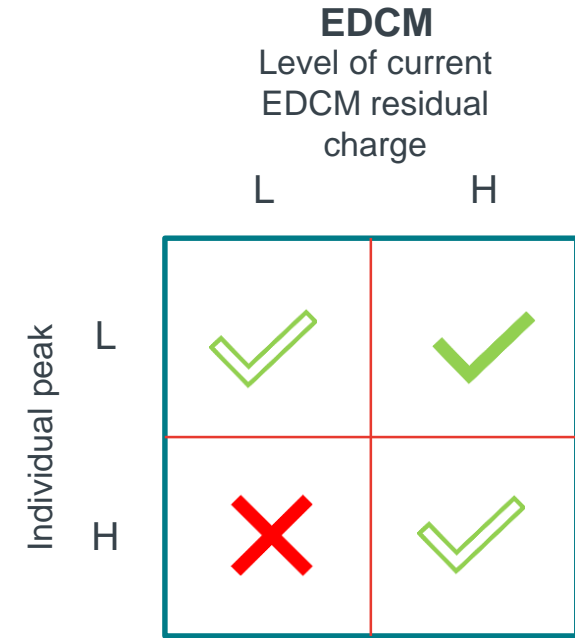 EDCM
Level of current
EDCM residual
charge
L H
Individual peak
L
H